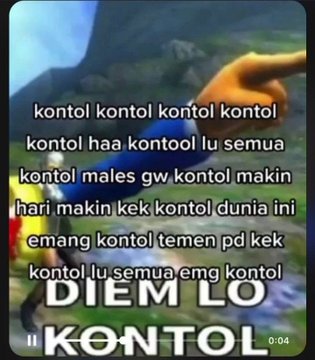 kontol kontol kontol kontol
kontol haa kontool lu semua
kontol males gw kontol makin
hari makin kek kontol dunia ini
emang kontol temen pd kek
kontol lu semua emg kontol
DIEM LO
KONTOL
0:04